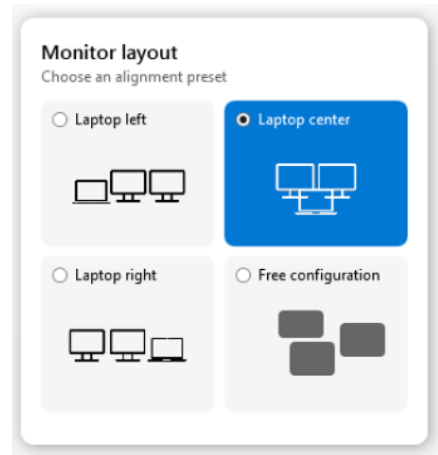 Monitor layout
Choose an alignment preset
Laptop left
Laptop center
Laptop right
Free configuration